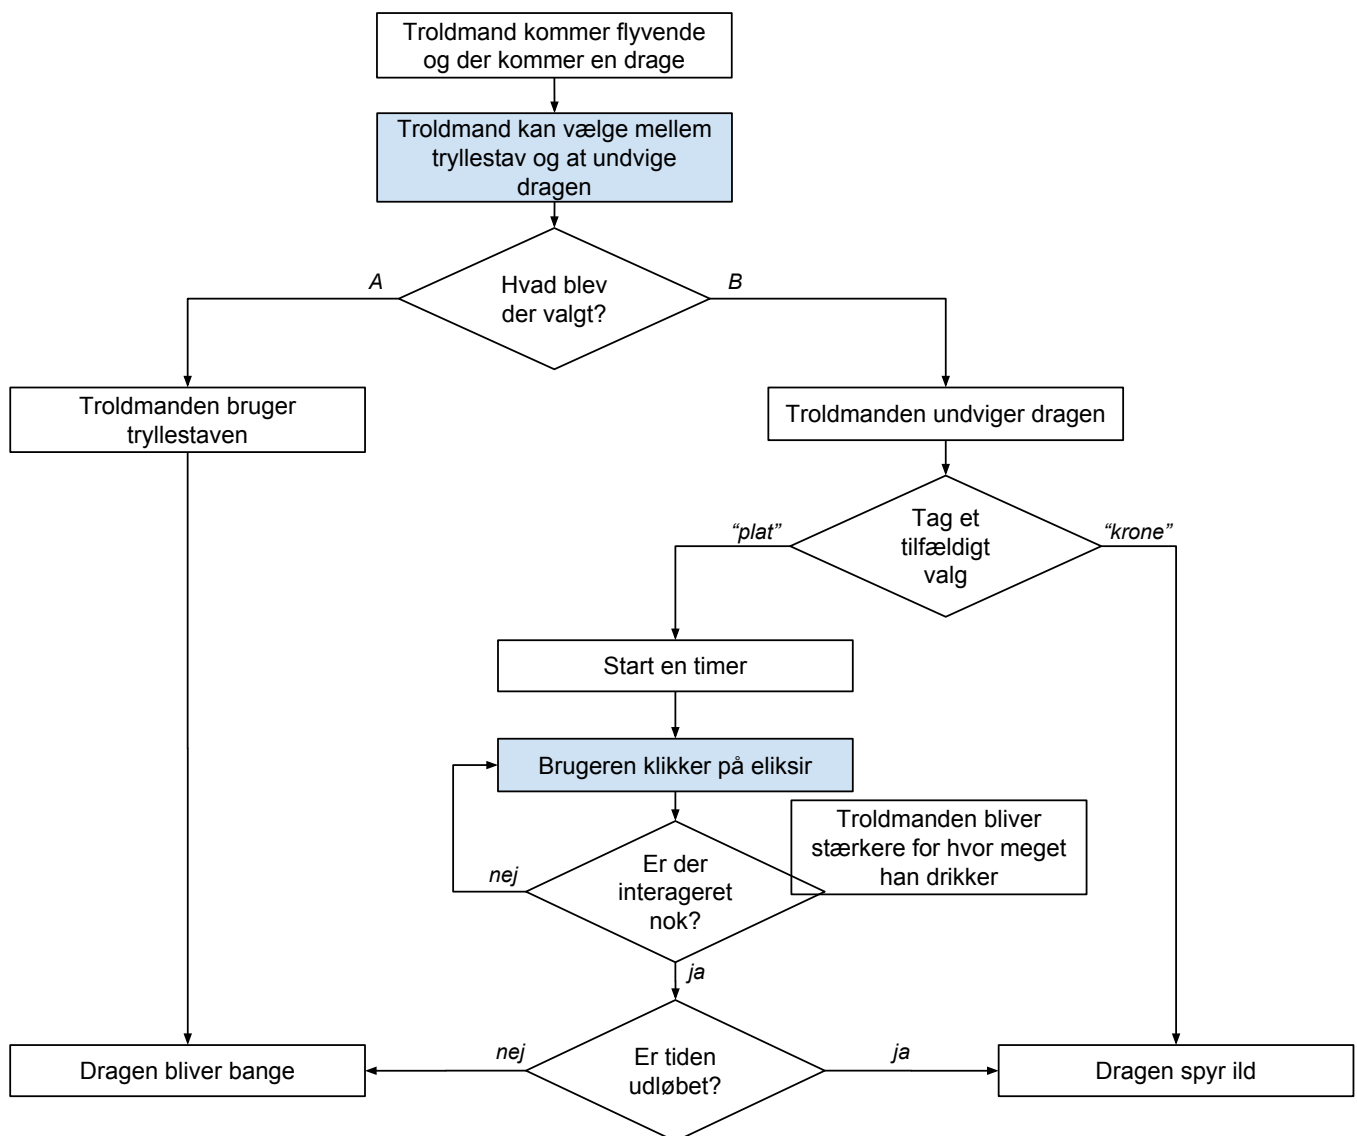 Troldmand kommer flyvende
og der kommer en drage
Troldmand kan vælge mellem
tryllestav og at undvige
dragen
A
Hvad blev
der valgt?
B
Troldmanden bruger
tryllestaven
Troldmanden undviger dragen
“plat”
Tag et
tilfældigt
valg
“krone”
Start en timer
Brugeren klikker på eliksir
Troldmanden bliver
stærkere for hvor meget
han drikker
nej
Er der
interageret
nok?
ja
Dragen bliver bange
nej
Er tiden
udløbet?
ja
Dragen spyr ild